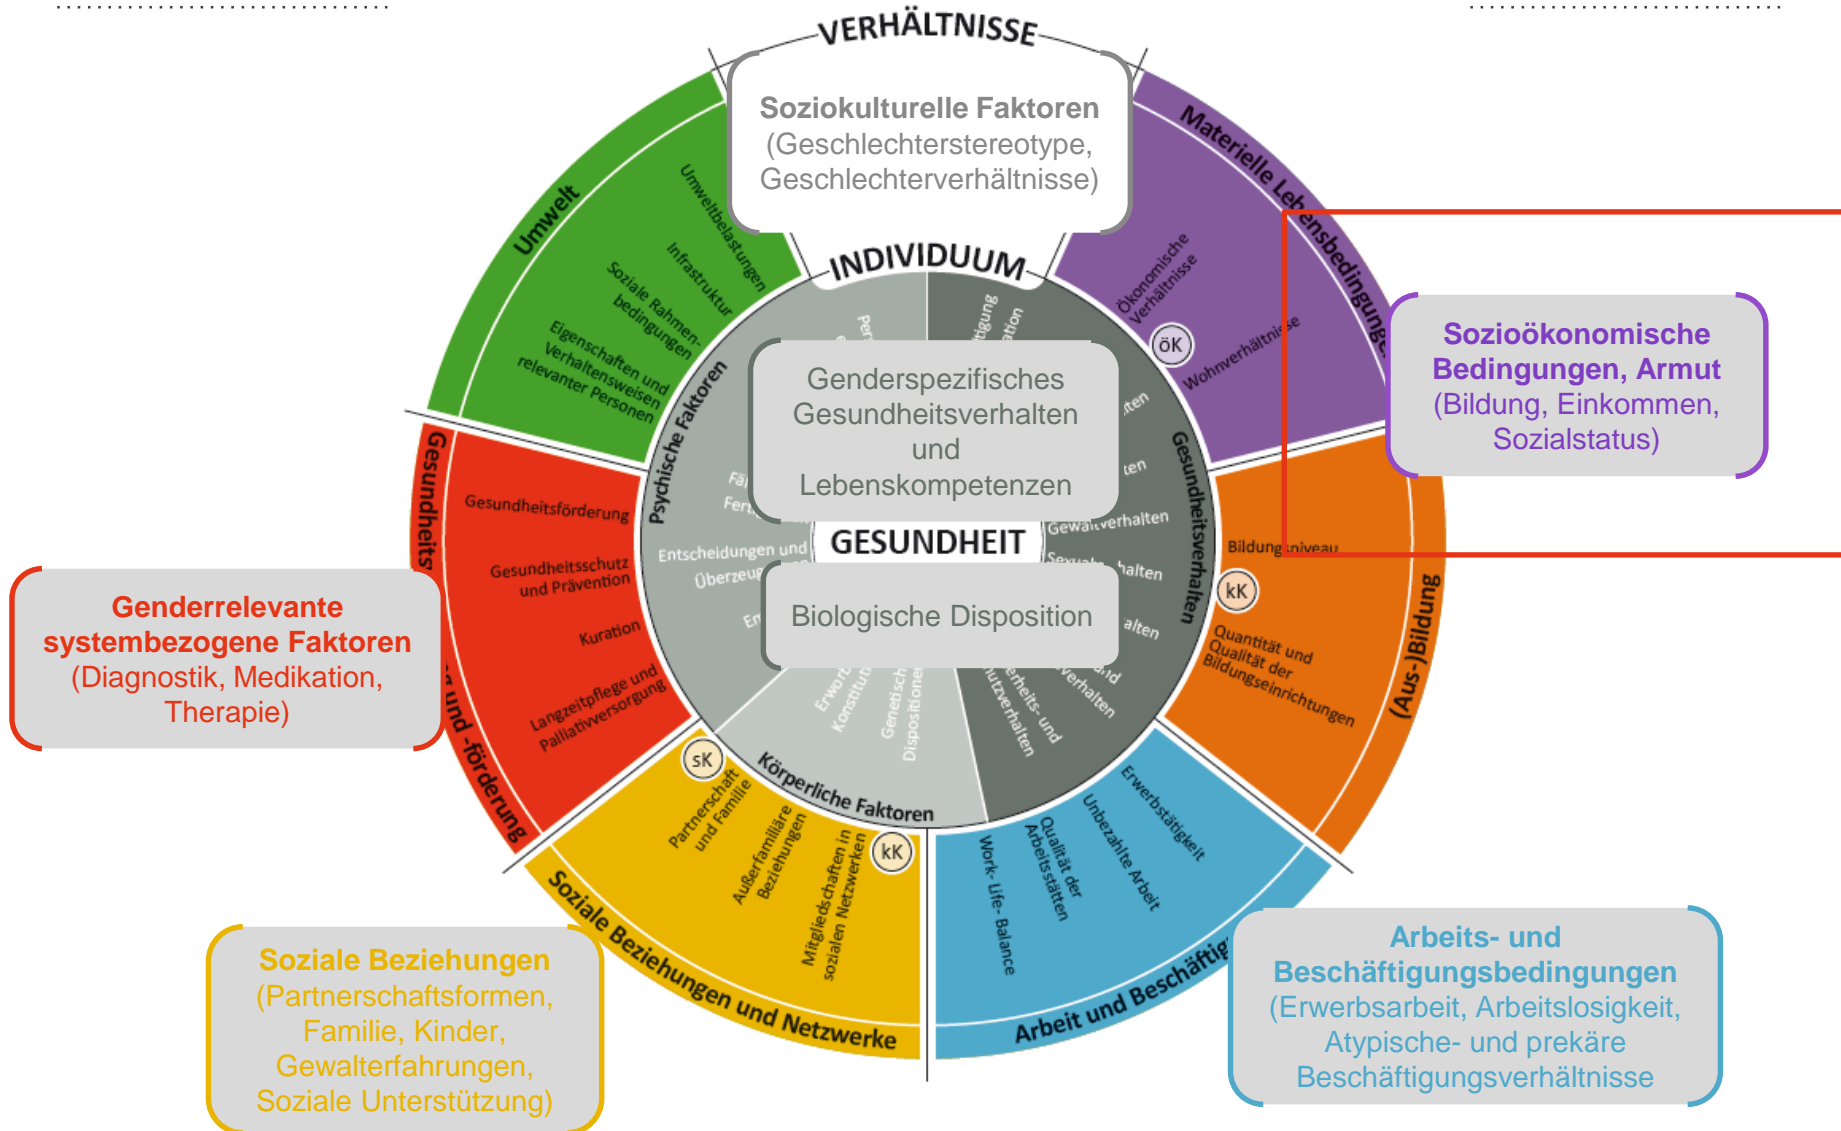 VERHÄLTNISSE
Soziokulturelle Faktoren
(Geschlechterstereotype,
Geschlechterverhältnisse)
INDIVIDUUM
Umwelt
Umweltbelastungen
Infrastruktur
Soziale Rahmen-
bedingungen
Eigenschaften und
Verhaltensweisen
relevanter Personen
Materielle Lebensbedingungen
Ökonomische
Verhältnisse
öK
Wohnverhältnisse
Sozioökonomische
Bedingungen, Armut
(Bildung, Einkommen,
Sozialstatus)
Psychische Faktoren
Genderspezifisches
Gesundheitsverhalten
und
Lebenskompetenzen
Gesundheitsverhalten
Gewaltverhalten
Entscheidungen und
GESUNDHEIT
Biologische Disposition
Gesundheitsförderung
Gesundheitsschutz
und Prävention
Kuration
Langzeitpflege und
Palliativversorgung
und -förderung
Genderrelevante
systembezogene Faktoren
(Diagnostik, Medikation,
Therapie)
Bildungsniveau
kK
Quantität und
Qualität der
Bildungseinrichtungen
(Aus-)Bildung
und
Körperliche Faktoren
sK
Partnerschaft
und Familie
Außerfamiliäre
Beziehungen
Mitgliedschaften in
sozialen Netzwerken
kK
Soziale Beziehungen und Netzwerke
Soziale Beziehungen
(Partnerschaftsformen,
Familie, Kinder,
Gewalterfahrungen,
Soziale Unterstützung)
Erwerbstätigkeit
Unbezahlte Arbeit
Qualität der
Arbeitsstätten
Work- Life- Balance
Arbeit und
Arbeits- und
Beschäftigungsbedingungen
(Erwerbsarbeit, Arbeitslosigkeit,
Atypische- und prekäre
Beschäftigungsverhältnisse